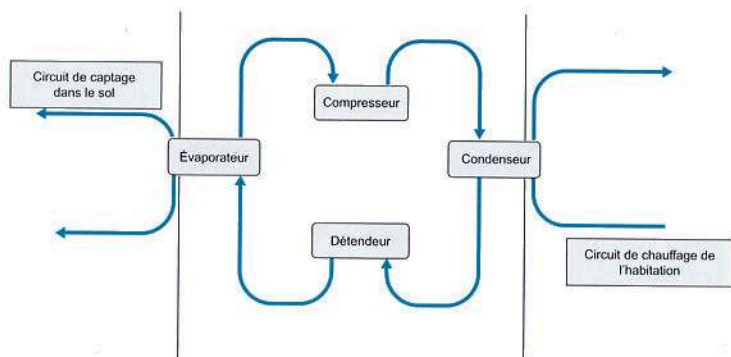 Circuit de captage
dans le sol
Compresseur
Évaporateur
Condenseur
Détendeur
Circuit de chauffage de
l'habitation